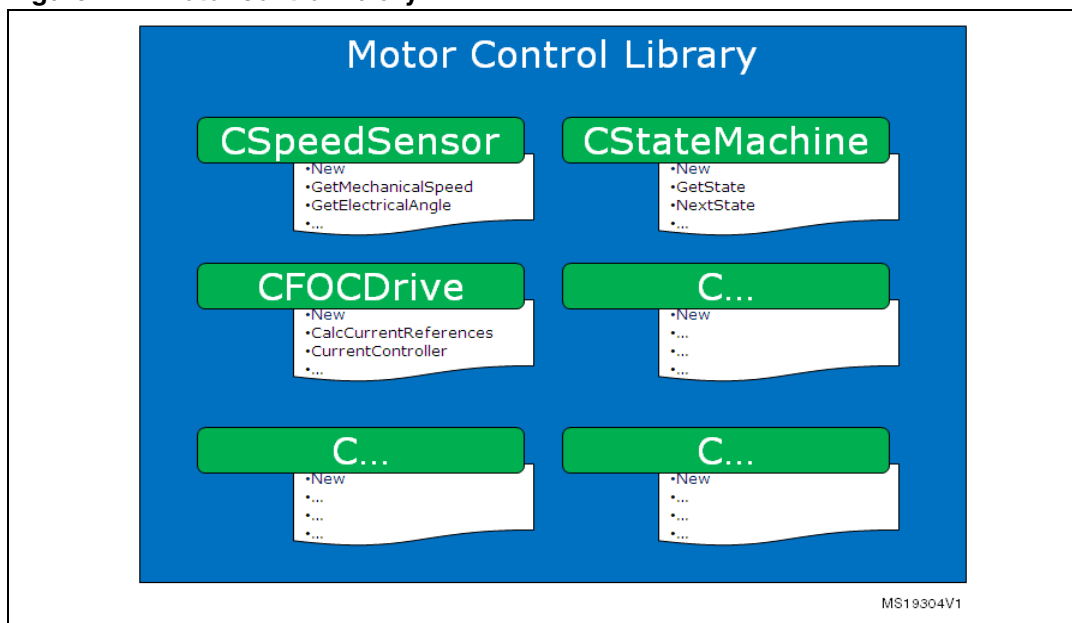 Motor Control Library
CSpeedSensor
•New
•GetMechanicalSpeed
•GetElectricalAngle
•...
CStateMachine
•New
•GetState
•NextState
•...
CFOCDrive
•New
•CalcCurrentReferences
•CurrentController
•...
C...
•New
•...
•...
•...
C...
•New
•...
•...
•...
C...
•New
•...
•...
•...
MS19304V1